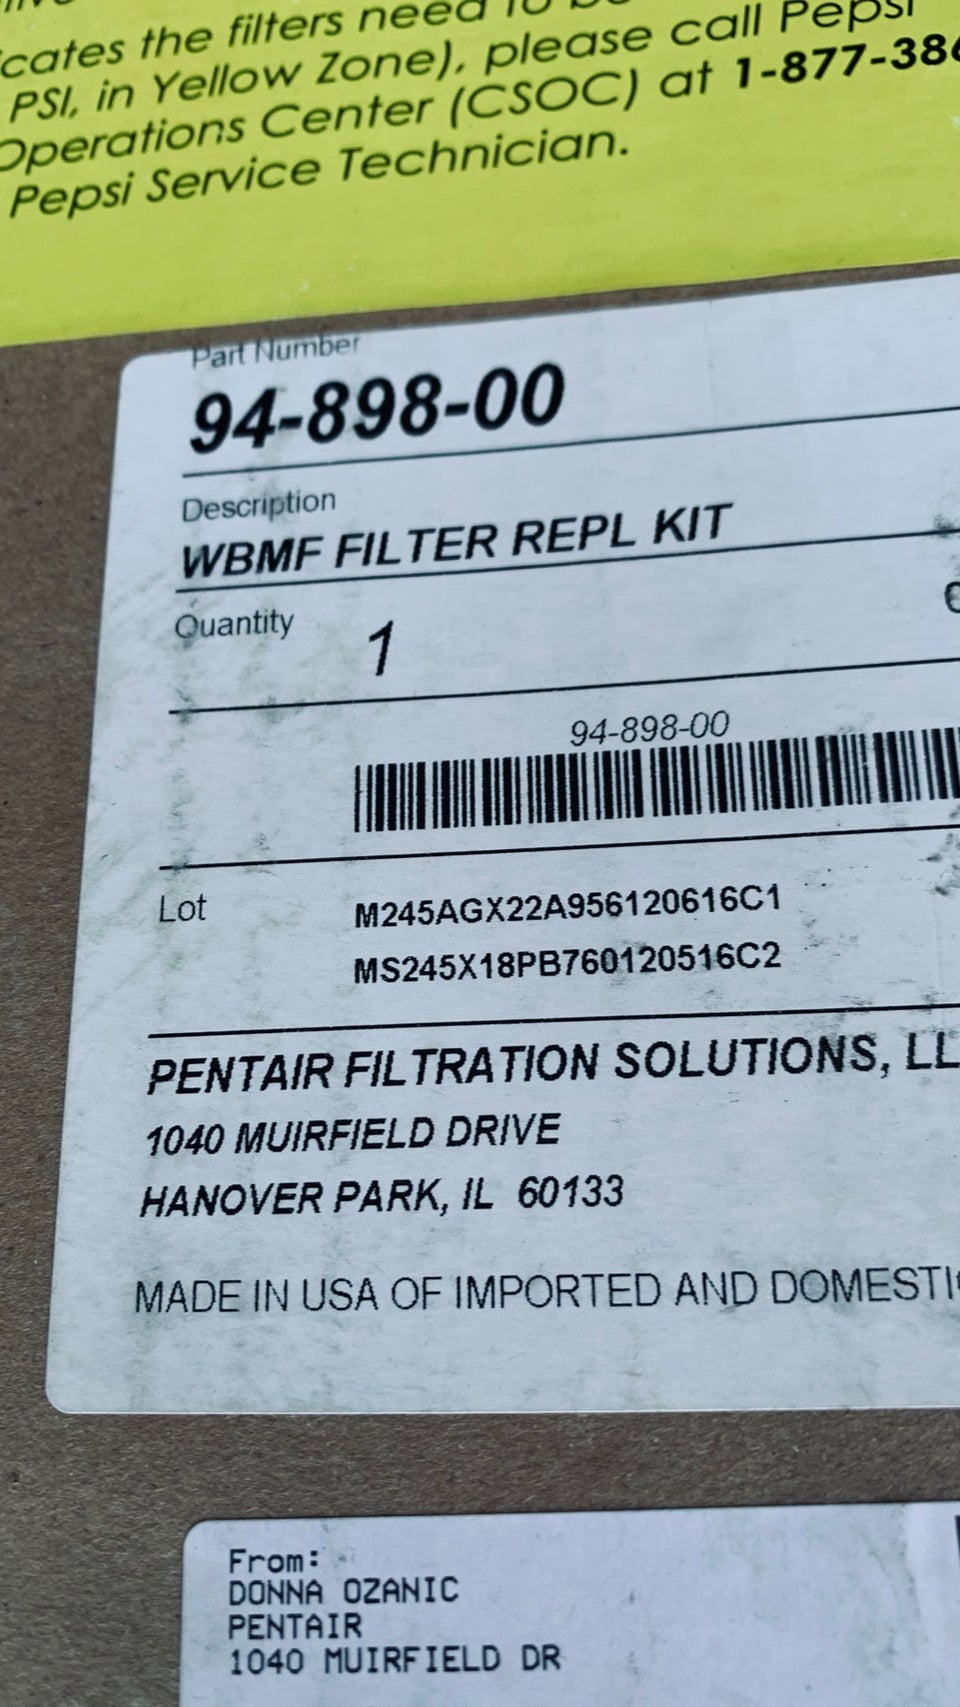 cates the filters need to
PSI, in Yellow Zone), please call Pepsi
Operations Center (CSOC) at 1-877-386
Pepsi Service Technician.
Part Number
94-898-00
Description
WBMF FILTER REPL KIT
Quantity
1
94-898-00
Lot
M245AGX22A956120616C1
MS245X18PB760120516C2
PENTAIR FILTRATION SOLUTIONS, LL
1040 MUIRFIELD DRIVE
HANOVER PARK, IL 60133
MADE IN USA OF IMPORTED AND DOMESTI
From:
DONNA OZANIC
PENTAIR
1040 MUIRFIELD DR